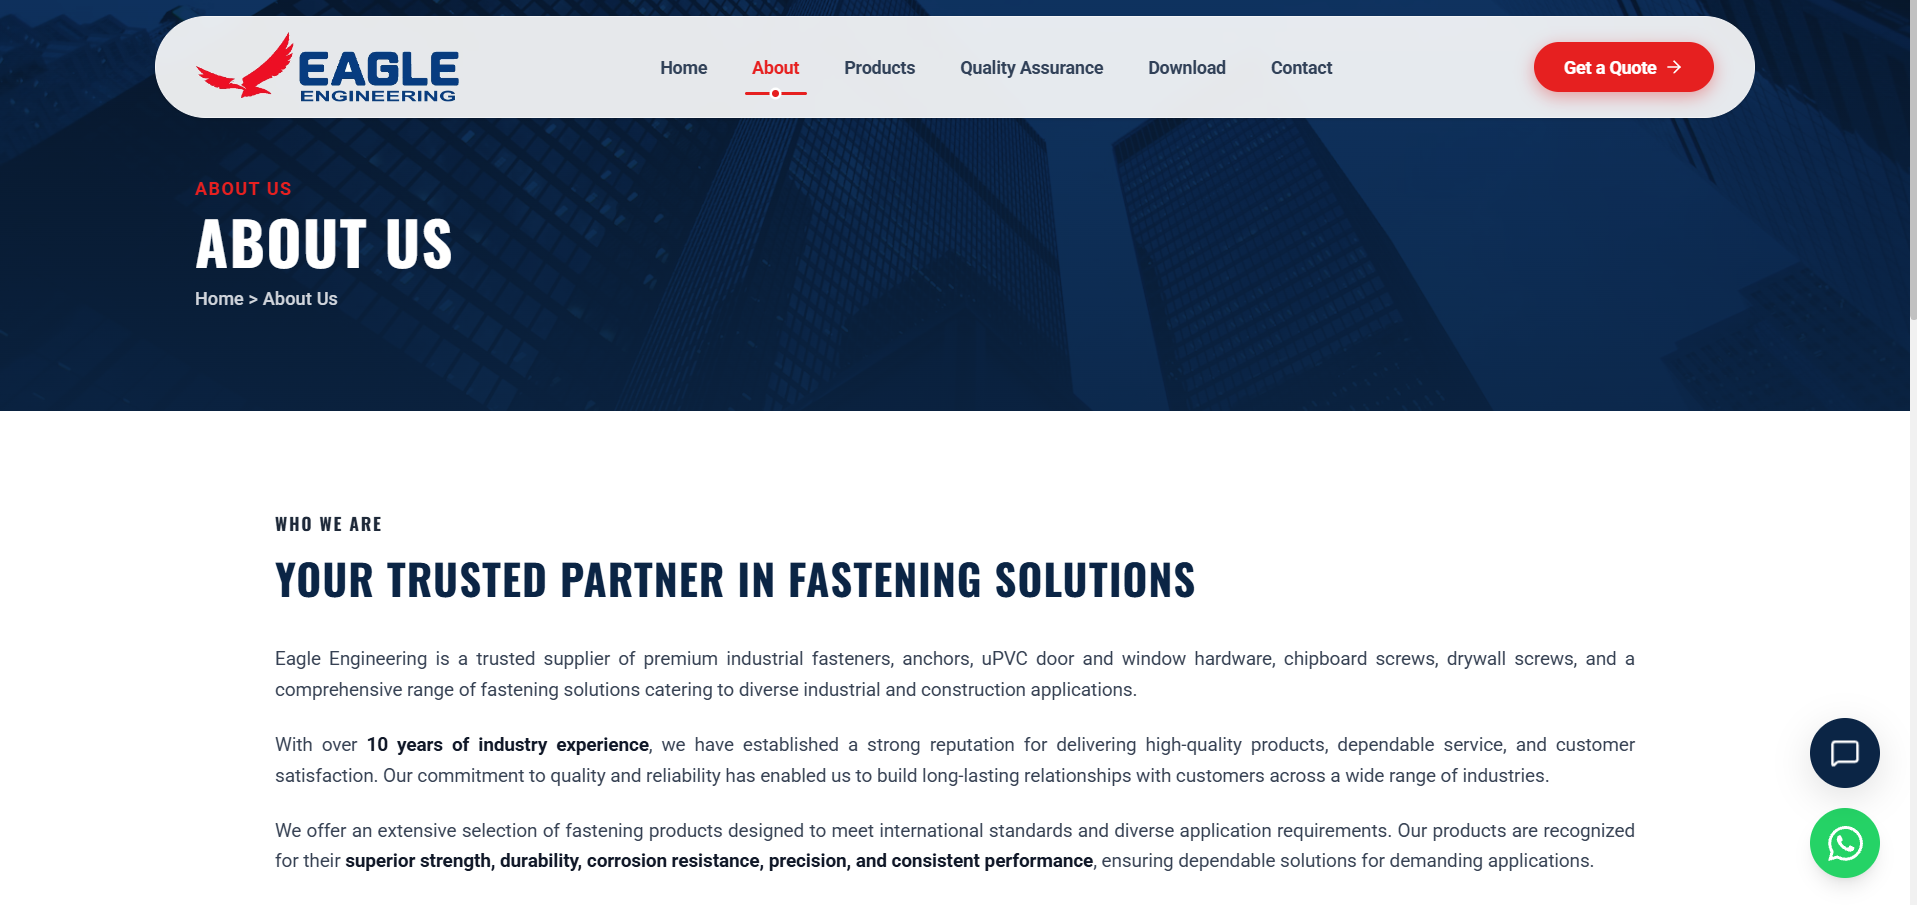 EAGLE
ENGINEERING
Home
About
Products
Quality Assurance
Download
Contact
Get a Quote
ABOUT US
ABOUT US
Home > About Us
WHO WE ARE
YOUR TRUSTED PARTNER IN FASTENING SOLUTIONS
Eagle Engineering is a trusted supplier of premium industrial fasteners, anchors, uPVC door and window hardware, chipboard screws, drywall screws, and a
comprehensive range of fastening solutions catering to diverse industrial and construction applications.
With over 10 years of industry experience, we have established a strong reputation for delivering high-quality products, dependable service, and customer
satisfaction. Our commitment to quality and reliability has enabled us to build long-lasting relationships with customers across a wide range of industries.
We offer an extensive selection of fastening products designed to meet international standards and diverse application requirements. Our products are recognized
for their superior strength, durability, corrosion resistance, precision, and consistent performance, ensuring dependable solutions for demanding applications.